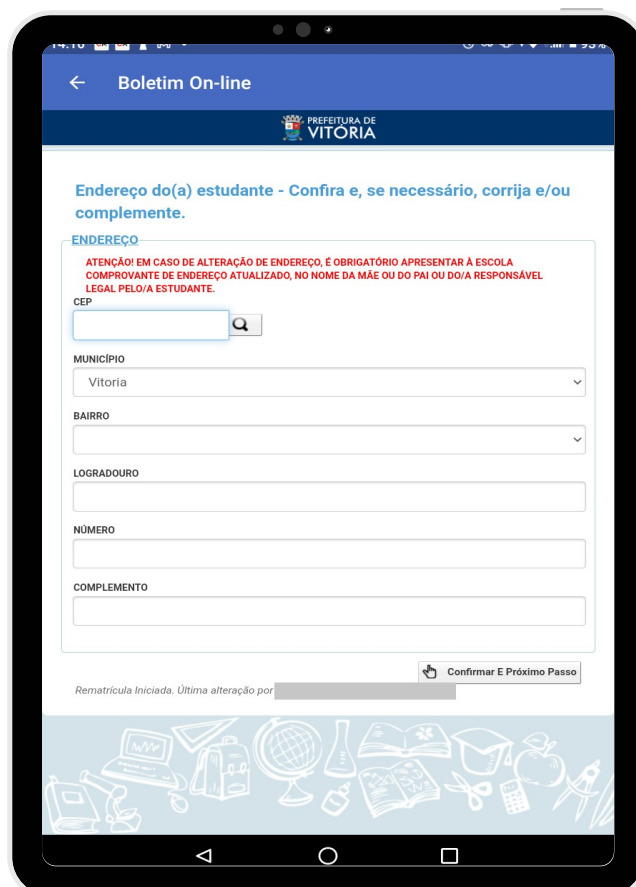 Boletim On-line
PREFEITURA DE
VITÓRIA
Endereço do(a) estudante - Confira e, se necessário, corrija e/ou
complemente.
ENDEREÇO
ATENÇÃO! EM CASO DE ALTERAÇÃO DE ENDEREÇO, É OBRIGATÓRIO APRESENTAR À ESCOLA
COMPROVANTE DE ENDEREÇO ATUALIZADO, NO NOME DA MÃE OU DO PAI OU DO/A RESPONSÁVEL
LEGAL PELO/A ESTUDANTE.
CEP
MUNICÍPIO
Vitoria
BAIRRO
LOGRADOURO
NÚMERO
COMPLEMENTO
Confirmar E Próximo Passo
Rematrícula Iniciada. Última alteração por